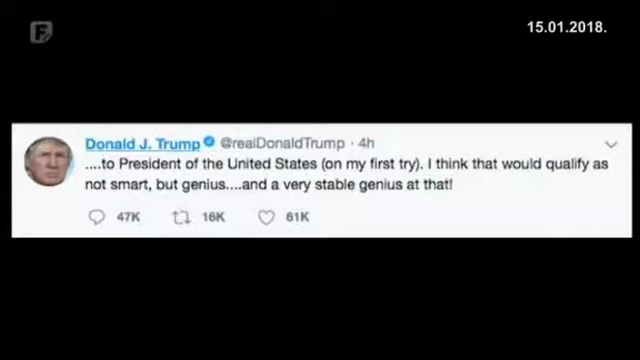 15.01.2018.
Donald J. Trump @realDonaldTrump · 4h
....to President of the United States (on my first try). I think that would qualify as
not smart, but genius....and a very stable genius at that!
47K 16K 61K